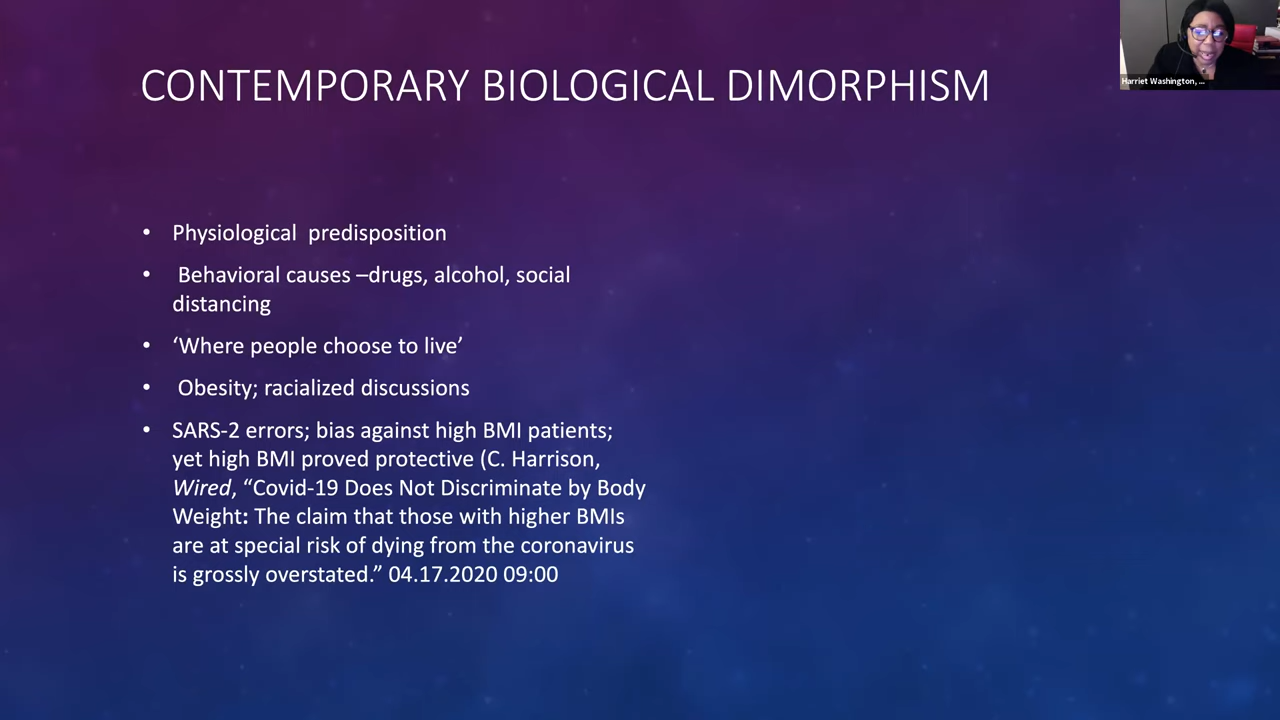 Harriet Washington, ...
CONTEMPORARY BIOLOGICAL DIMORPHISM
• Physiological  predisposition
•  Behavioral causes –drugs, alcohol, social
distancing
• ‘Where people choose to live’
•  Obesity; racialized discussions
• SARS-2 errors; bias against high BMI patients;
yet high BMI proved protective (C. Harrison,
Wired, “Covid-19 Does Not Discriminate by Body
Weight: The claim that those with higher BMIs
are at special risk of dying from the coronavirus
is grossly overstated.” 04.17.2020 09:00